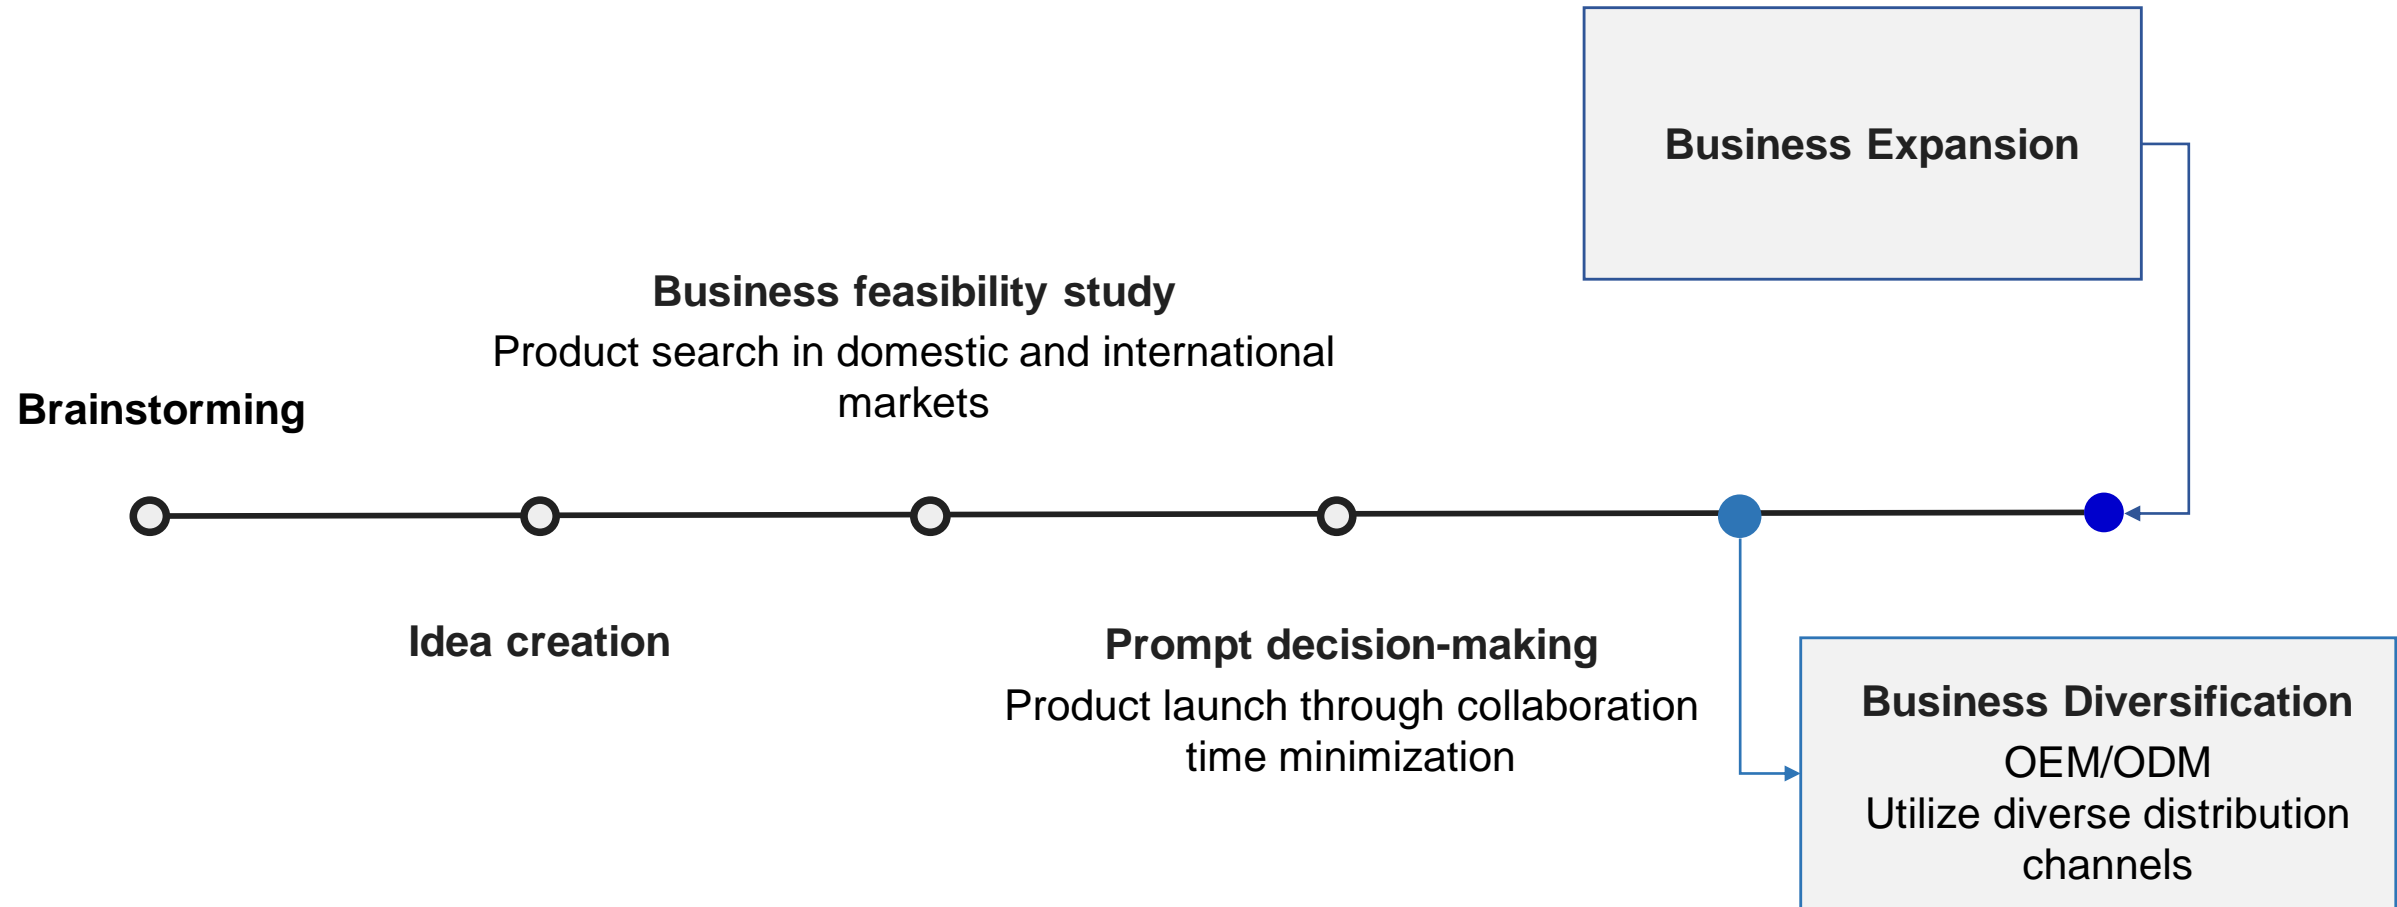 Business Expansion
Business feasibility study
Product search in domestic and international
markets
Brainstorming
Idea creation
Prompt decision-making
Product launch through collaboration
time minimization
Business Diversification
OEM/ODM
Utilize diverse distribution
channels